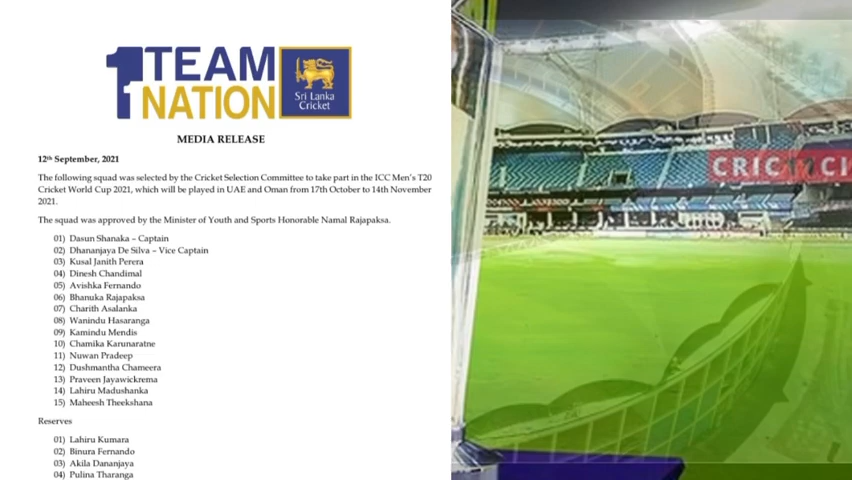 1 TEAM
NATION
Sri Lanka
Cricket
MEDIA RELEASE
12th September, 2021
The following squad was selected by the Cricket Selection Committee to take part in the ICC Men's T20
Cricket World Cup 2021, which will be played in UAE and Oman from 17th October to 14th November
2021.
The squad was approved by the Minister of Youth and Sports Honorable Namal Rajapaksa.
01) Dasun Shanaka – Captain
02) Dhananjaya De Silva – Vice Captain
03) Kusal Janith Perera
04) Dinesh Chandimal
05) Avishka Fernando
06) Bhanuka Rajapaksa
07) Charith Asalanka
08) Wanindu Hasaranga
09) Kamindu Mendis
10) Chamika Karunaratne
11) Nuwan Pradeep
12) Dushmantha Chameera
13) Praveen Jayawickrema
14) Lahiru Madushanka
15) Maheesh Theekshana
Reserves
01) Lahiru Kumara
02) Binura Fernando
03) Akila Dananjaya
04) Pulina Tharanga